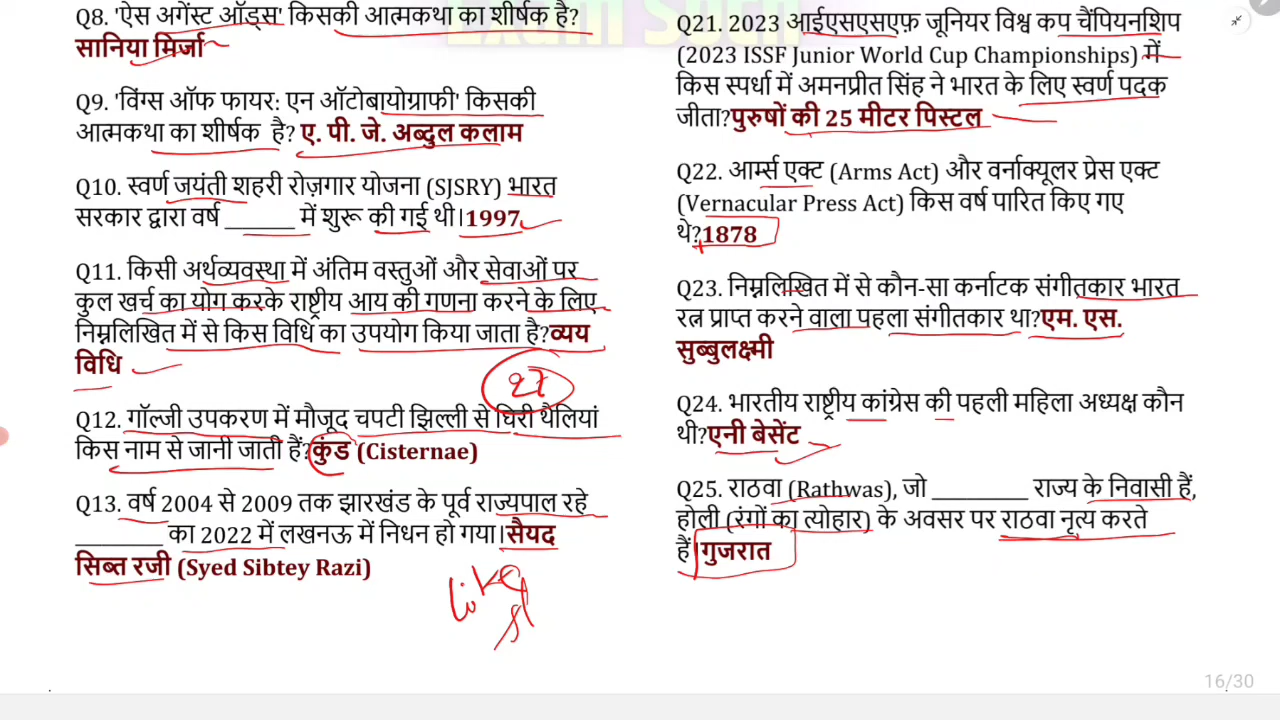 Q8. 'ऐस अगेंस्ट ऑड्स' किसकी आत्मकथा का शीर्षक है?
सानिया मिर्जा
Q9. 'विंग्स ऑफ फायर: एन ऑटोबायोग्राफी' किसकी
आत्मकथा का शीर्षक है? ए. पी. जे. अब्दुल कलाम
Q10. स्वर्ण जयंती शहरी रोज़गार योजना (SJSRY) भारत
सरकार द्वारा वर्ष _______ में शुरू की गई थी।1997
Q11. किसी अर्थव्यवस्था में अंतिम वस्तुओं और सेवाओं पर
कुल खर्च का योग करके राष्ट्रीय आय की गणना करने के लिए
निम्नलिखित में से किस विधि का उपयोग किया जाता है?व्यय
विधि
27
Q12. गॉल्जी उपकरण में मौजूद चपटी झिल्ली से घिरी थैलियां
किस नाम से जानी जाती हैं?कुंड (Cisternae)
Q13. वर्ष 2004 से 2009 तक झारखंड के पूर्व राज्यपाल रहे
_________ का 2022 में लखनऊ में निधन हो गया।सैयद
सिब्त रजी (Syed Sibtey Razi)
like
Q21. 2023 आईएसएसएफ़ जूनियर विश्व कप चैंपियनशिप
(2023 ISSF Junior World Cup Championships) में
किस स्पर्धा में अमनप्रीत सिंह ने भारत के लिए स्वर्ण पदक
जीता?पुरुषों की 25 मीटर पिस्टल
Q22. आर्म्स एक्ट (Arms Act) और वर्नाक्यूलर प्रेस एक्ट
(Vernacular Press Act) किस वर्ष पारित किए गए
थे?1878
Q23. निम्नलिखित में से कौन-सा कर्नाटक संगीतकार भारत
रत्न प्राप्त करने वाला पहला संगीतकार था?एम. एस.
सुब्बुलक्ष्मी
Q24. भारतीय राष्ट्रीय कांग्रेस की पहली महिला अध्यक्ष कौन
थी?एनी बेसेंट
Q25. राठवा (Rathwas), जो __________ राज्य के निवासी हैं,
होली (रंगों का त्योहार) के अवसर पर राठवा नृत्य करते
हैं।गुजरात
16/30